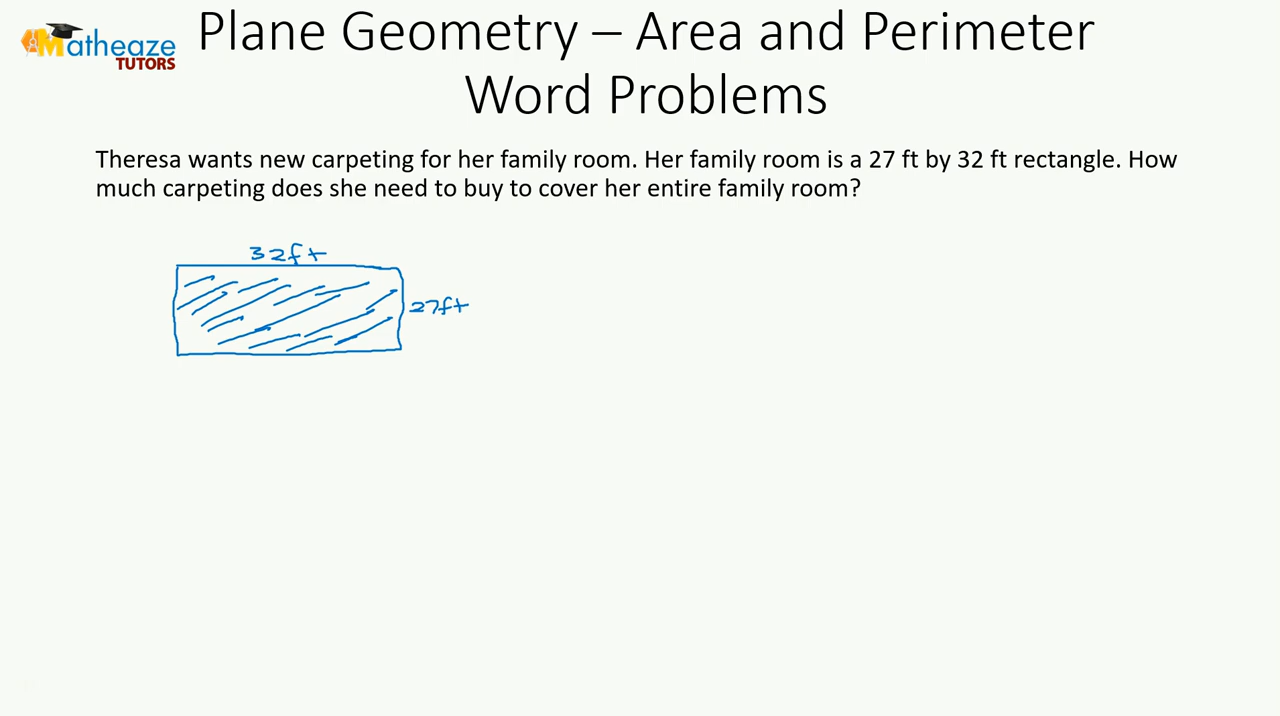 Matheaze
TUTORS
Plane Geometry – Area and Perimeter
Word Problems
Theresa wants new carpeting for her family room. Her family room is a 27 ft by 32 ft rectangle. How
much carpeting does she need to buy to cover her entire family room?
32ft
27ft